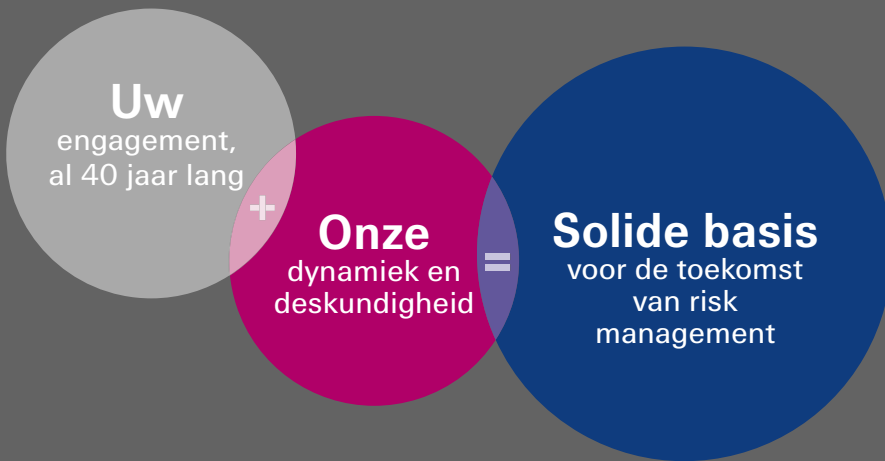 Uw
engagement,
al 40 jaar lang
+
Onze
dynamiek en
deskundigheid
=
Solide basis
voor de toekomst
van risk
management